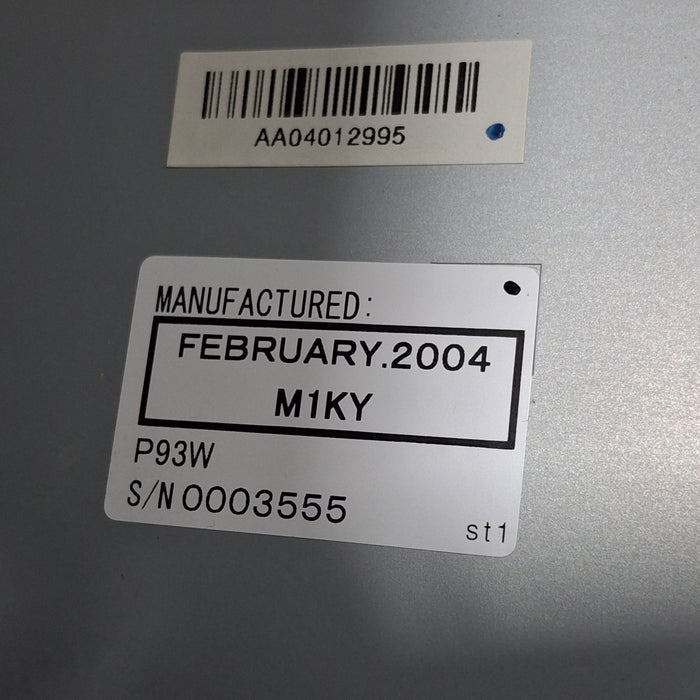 AA04012995
MANUFACTURED:
FEBRUARY.2004
M1KY
P93W
S/N 0003555
st1